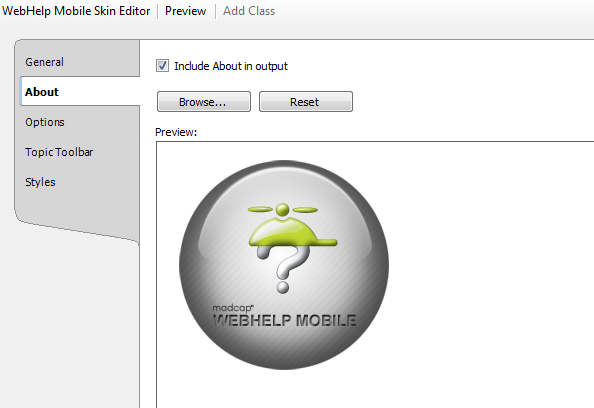 WebHelp Mobile Skin Editor Preview Add Class
General
About
Options
Topic Toolbar
Styles
Include About in output
Browse... Reset
Preview:
madcap®
WEBHELP MOBILE